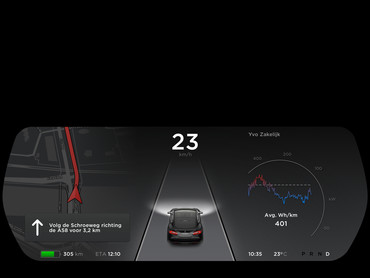 23
km/h
Yvo Zakelijk
Volg de Schroeweg richting
de A58 voor 3,2 km
Avg. Wh/km
401
305 km
ETA 12:10
10:35
23°C
P R N D